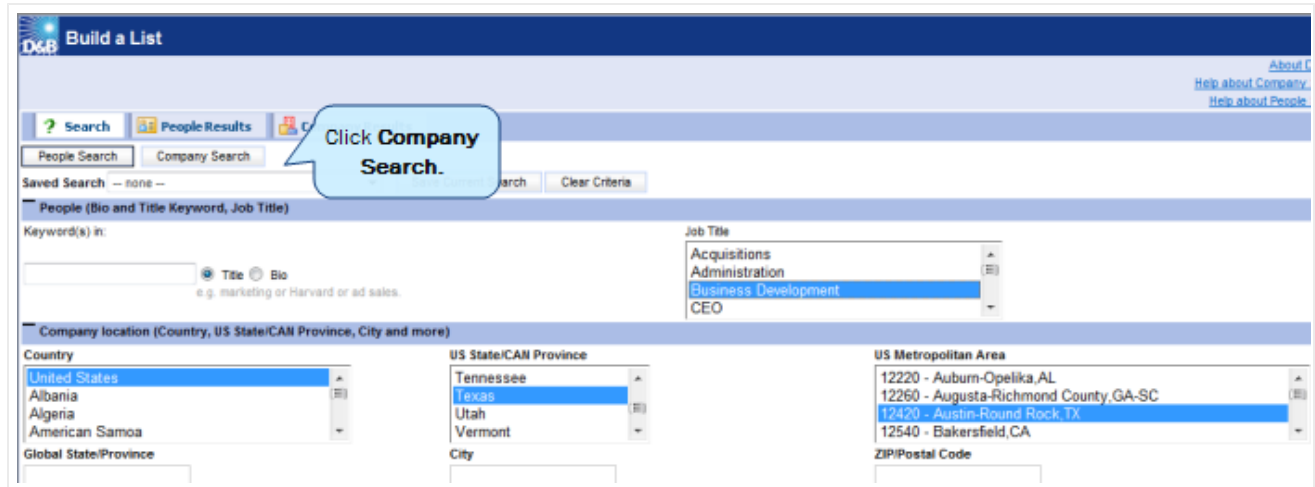 D&B Build a List
About D
Help about Company
Help about People
? Search People Results
Click Company
Search.
People Search Company Search
Saved Search -- none -- Search Clear Criteria
People (Bio and Title Keyword, Job Title)
Keyword(s) in: Job Title
Acquisitions
Administration
Title Bio Business Development
e.g. marketing or Harvard or ad sales. CEO
Company location (Country, US State/CAN Province, City and more)
Country US State/CAN Province US Metropolitan Area
United States Tennessee 12220 - Auburn-Opelika,AL
Albania Texas 12260 - Augusta-Richmond County,GA-SC
Algeria Utah 12420 - Austin-Round Rock,TX
American Samoa Vermont 12540 - Bakersfield,CA
Global State/Province City ZIP/Postal Code